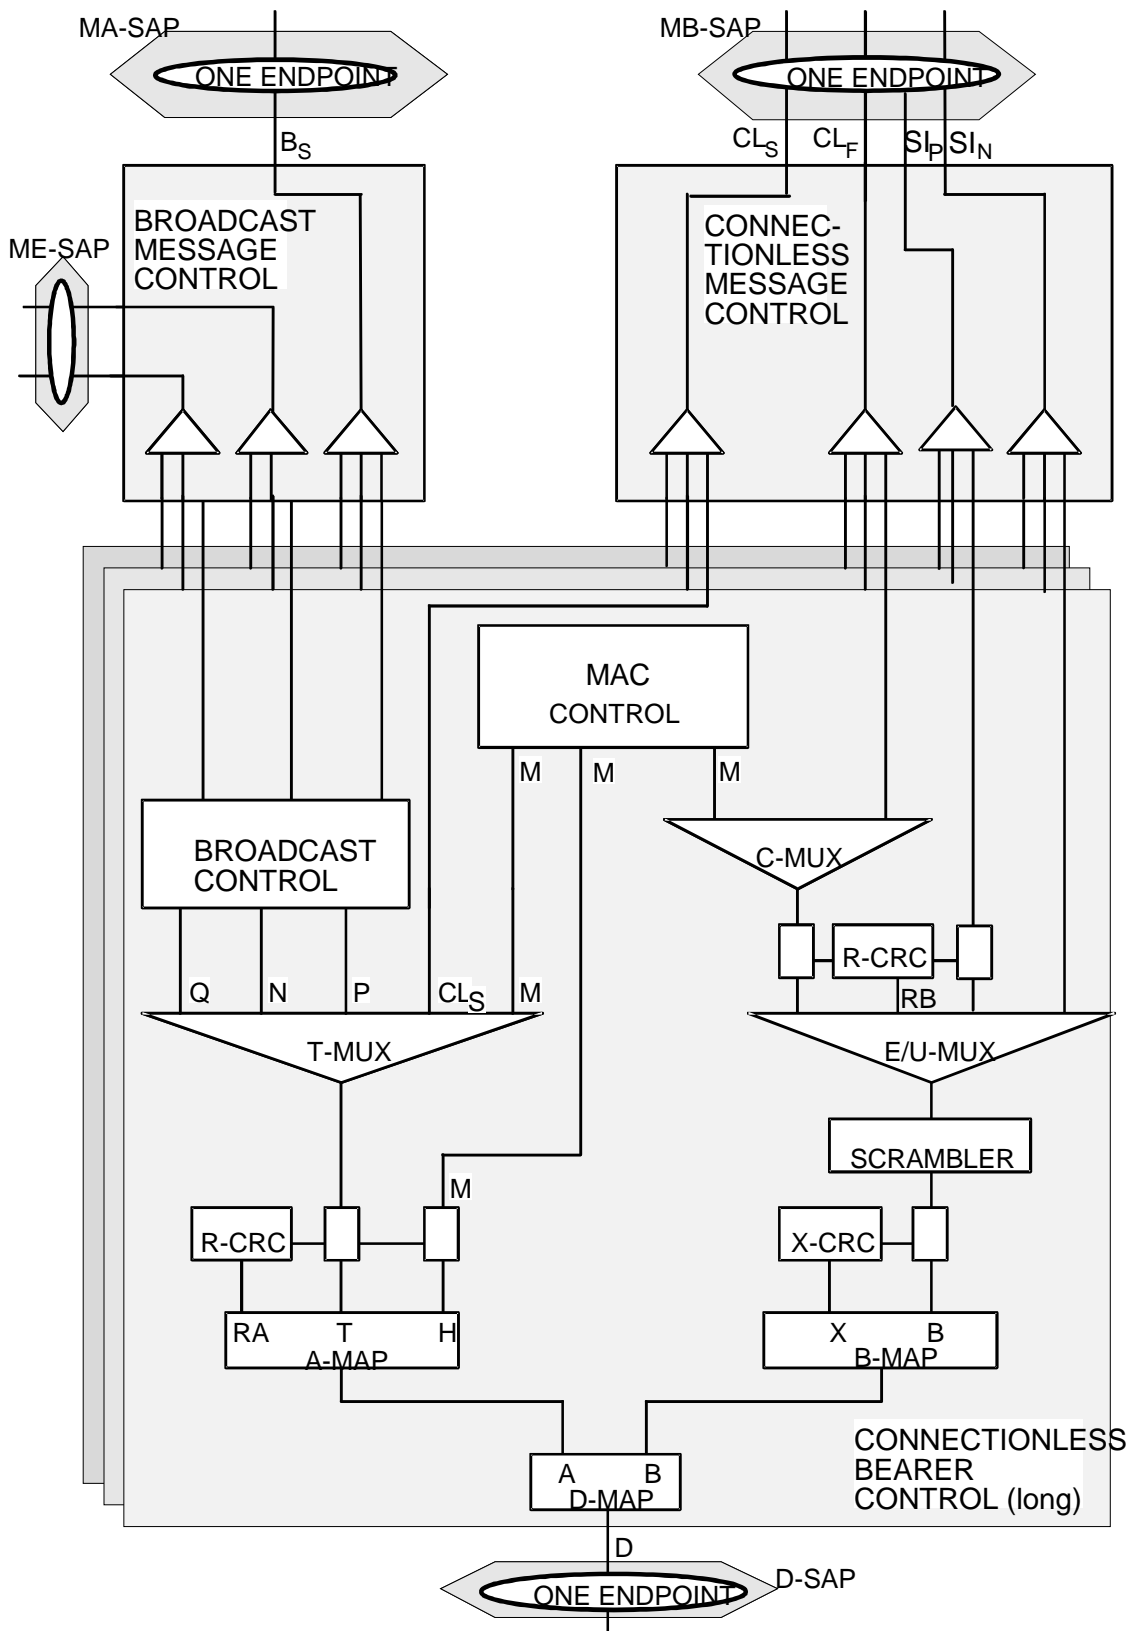 MA-SAP
MB-SAP
ONE ENDPOINT
ONE ENDPOINT
BS
CLS
CLF
SIP
SIN
BROADCAST
MESSAGE
CONTROL
ME-SAP
CONNEC-
TIONLESS
MESSAGE
CONTROL
MAC
CONTROL
M
M
M
BROADCAST
CONTROL
C-MUX
R-CRC
Q
N
P
CLS
M
RB
T-MUX
E/U-MUX
SCRAMBLER
M
R-CRC
X-CRC
RA
T
H
A-MAP
X
B
B-MAP
CONNECTIONLESS
BEARER
CONTROL (long)
A
B
D-MAP
D
D-SAP
ONE ENDPOINT